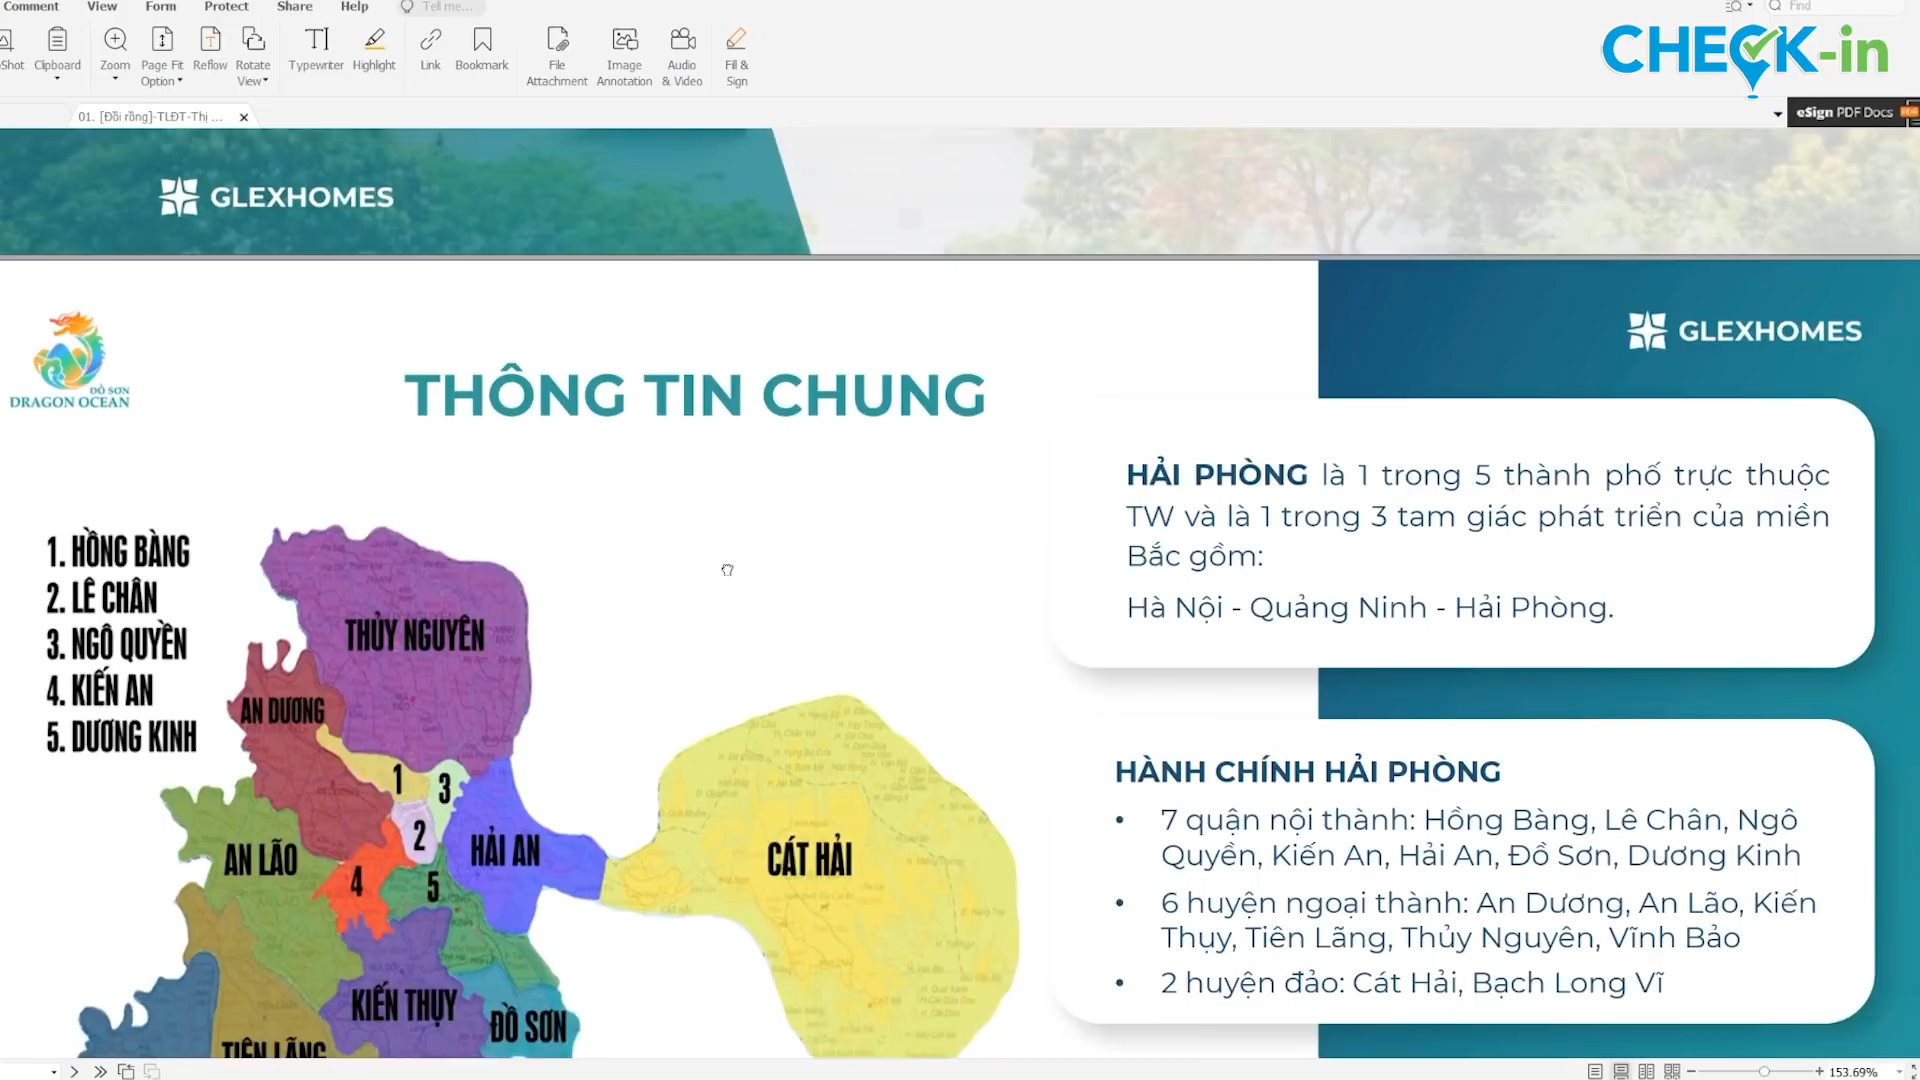 Comment View Form Protect Share Help Tell me... Find
Shot Clipboard Zoom Page Fit Option Reflow Rotate View Typewriter Highlight Link Bookmark File Attachment Image Annotation Audio & Video Fill & Sign
CHECK-in
01. [Đồi rồng]-TLĐT-Thị ...
eSign PDF Docs
GLEXHOMES
GLEXHOMES
ĐỒ SƠN
DRAGON OCEAN
THÔNG TIN CHUNG
1. HỒNG BÀNG
2. LÊ CHÂN
3. NGÔ QUYỀN
4. KIẾN AN
5. DƯƠNG KINH
THỦY NGUYÊN
AN DƯƠNG
1
3
2
HẢI AN
AN LÃO
4
5
CÁT HẢI
KIẾN THỤY
ĐỒ SƠN
TIÊN LÃNG
HẢI PHÒNG là 1 trong 5 thành phố trực thuộc
TW và là 1 trong 3 tam giác phát triển của miền
Bắc gồm:
Hà Nội - Quảng Ninh - Hải Phòng.
HÀNH CHÍNH HẢI PHÒNG
• 7 quận nội thành: Hồng Bàng, Lê Chân, Ngô
Quyền, Kiến An, Hải An, Đồ Sơn, Dương Kinh
• 6 huyện ngoại thành: An Dương, An Lão, Kiến
Thụy, Tiên Lãng, Thủy Nguyên, Vĩnh Bảo
• 2 huyện đảo: Cát Hải, Bạch Long Vĩ
153.69%